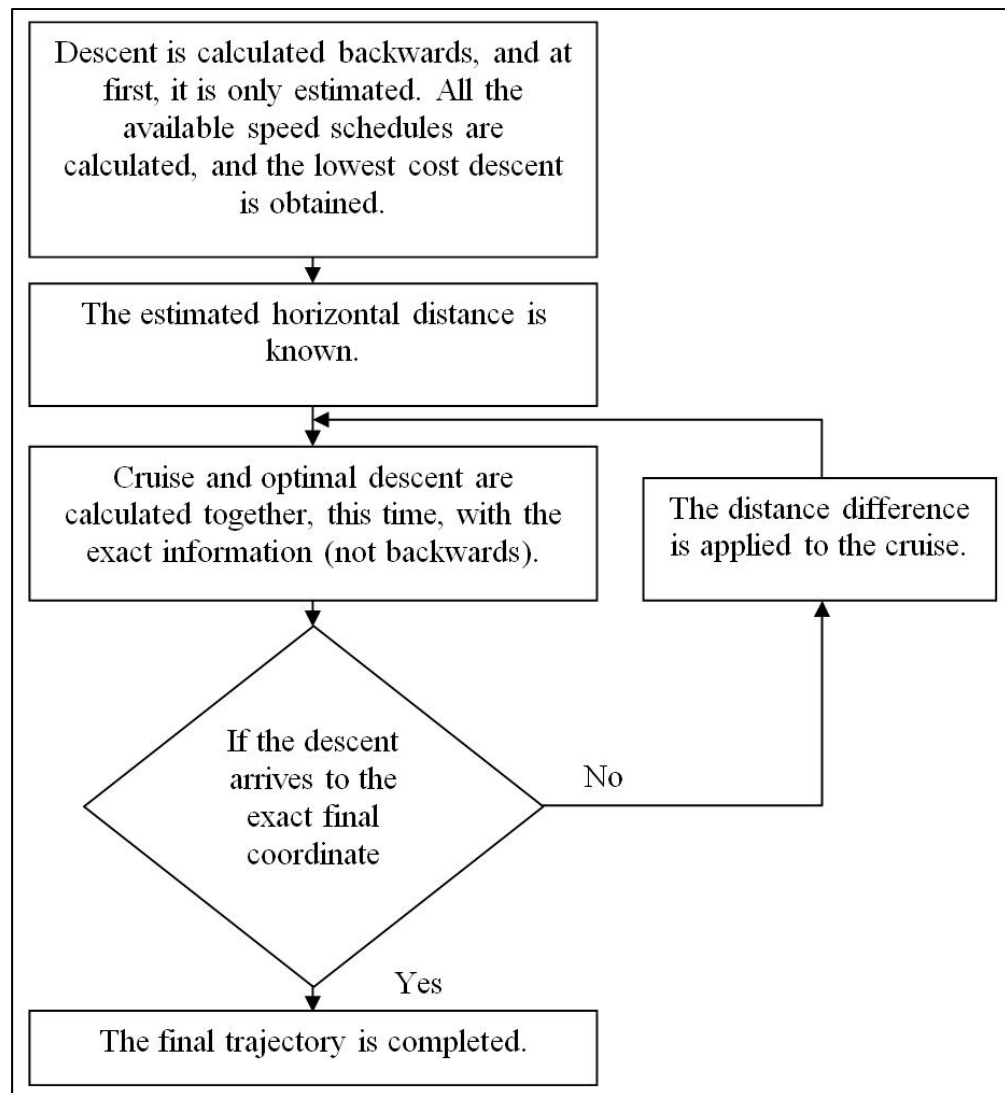 Descent is calculated backwards, and at
first, it is only estimated. All the
available speed schedules are
calculated, and the lowest cost descent
is obtained.
The estimated horizontal distance is
known.
Cruise and optimal descent are
calculated together, this time, with the
exact information (not backwards).
The distance difference
is applied to the cruise.
If the descent
arrives to the
exact final
coordinate
No
Yes
The final trajectory is completed.